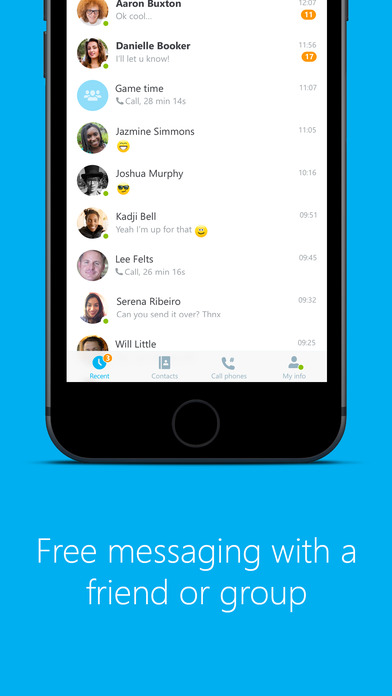 Aaron Buxton 12:07
Ok cool... 11
Danielle Booker 11:56
I'll let u know! 17
Game time 11:07
Call, 28 min 14s
Jazmine Simmons 11:05
Joshua Murphy 10:16
Kadji Bell 09:51
Yeah I'm up for that
Lee Felts 09:45
Call, 26 min 16s
Serena Ribeiro 09:32
Can you send it over? Thnx
Will Little 09:25
3
Recent Contacts Call phones My info
Free messaging with a
friend or group